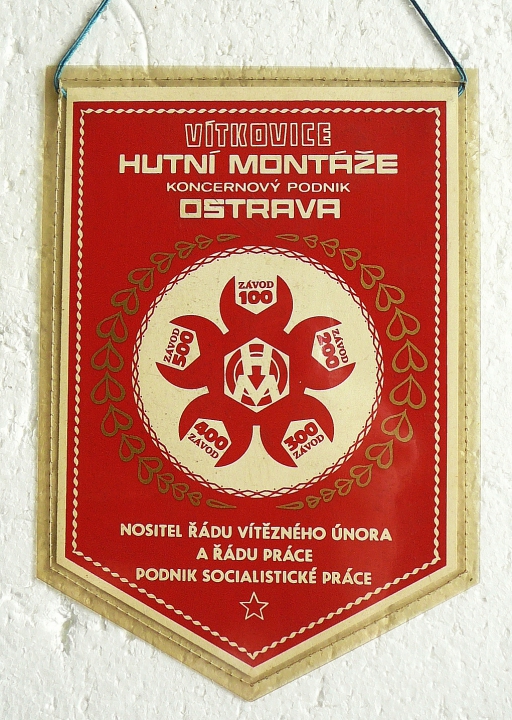 VÍTKOVICE
HUTNÍ MONTÁŽE
KONCERNOVÝ PODNIK
OSTRAVA
ZÁVOD
100
ZÁVOD
200
300
ZÁVOD
400
ZÁVOD
ZÁVOD
500
NOSITEL ŘÁDU VÍTĚZNÉHO ÚNORA
A ŘÁDU PRÁCE
PODNIK SOCIALISTICKÉ PRÁCE